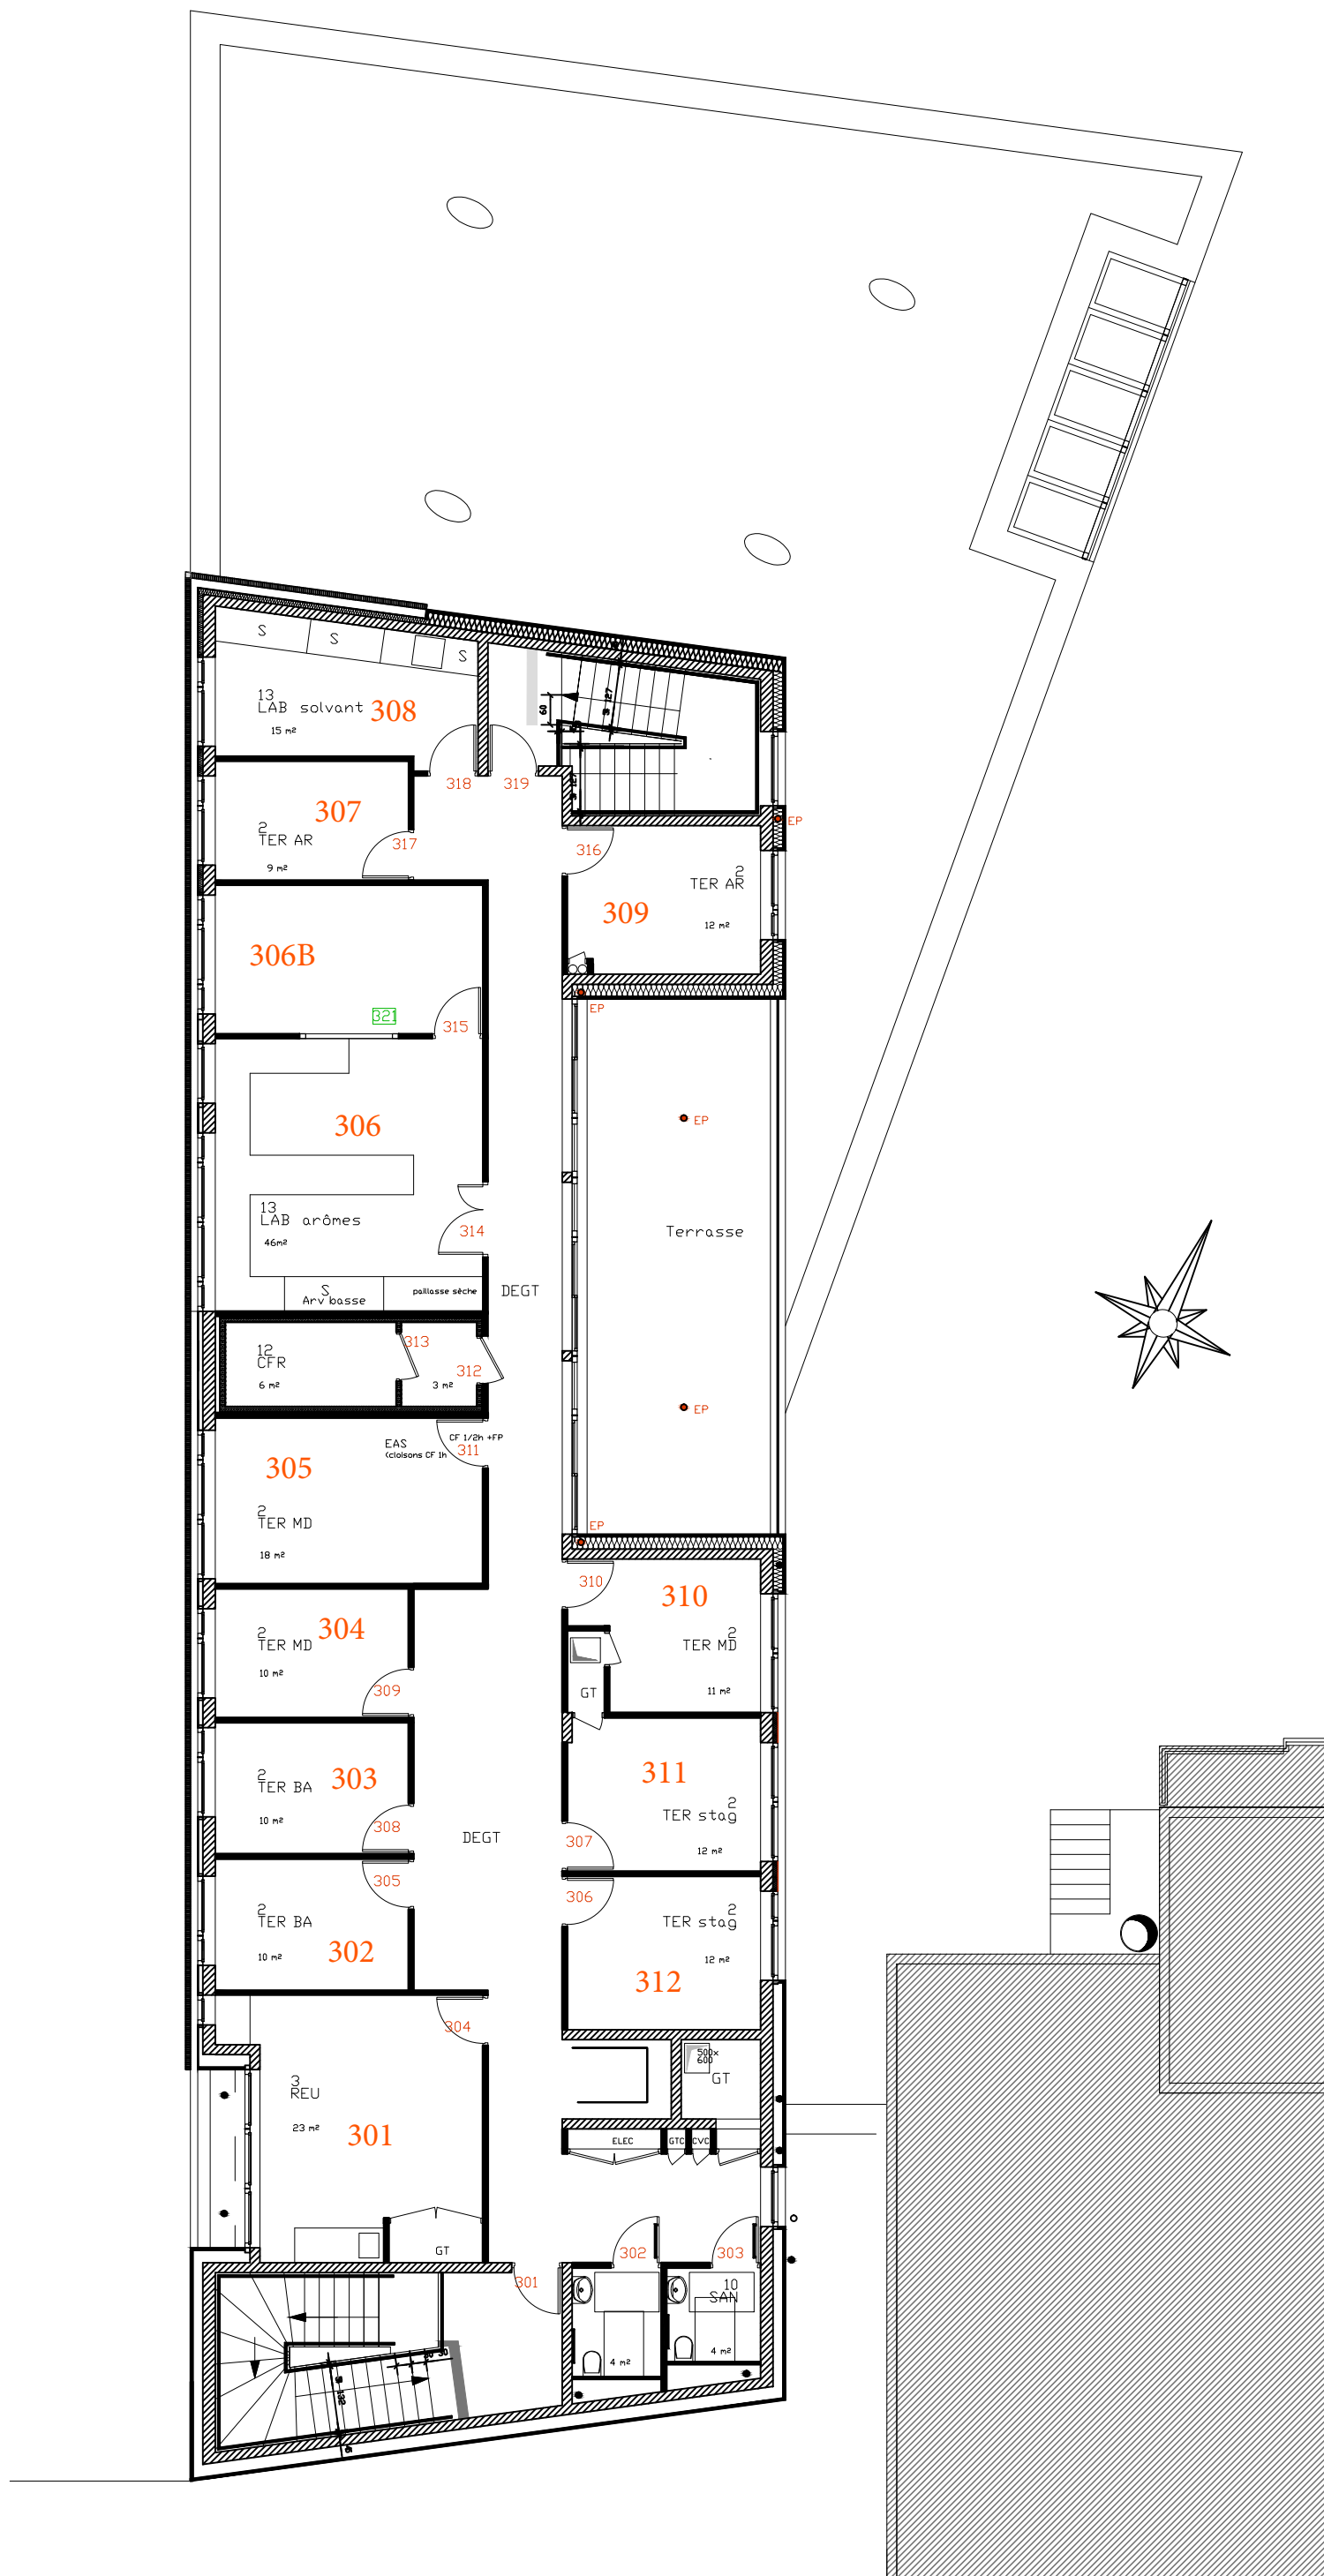 S
S
S
13
LAB solvant
308
15 m²
60
127
127
318
319
307
2
TER AR
9 m²
317
316
EP
2
TER AR
309
12 m²
306B
321
315
EP
306
EP
13
LAB arômes
46m²
314
Terrasse
S
Arv basse
paillasse sèche
DEGT
12
CFR
6 m²
313
312
3 m²
EP
EAS
(cloisons CF 1h
CF 1/2h +FP
311
305
2
TER MD
18 m²
EP
310
310
304
2
TER MD
10 m²
309
2
TER MD
11 m²
GT
303
2
TER BA
10 m²
308
DEGT
311
2
TER stag
12 m²
307
305
2
TER BA
10 m²
302
306
2
TER stag
12 m²
312
304
500x
600
GT
3
REU
23 m²
301
ELEC
GTC
CVC
GT
302
303
301
10
SAN
4 m²
4 m²
132